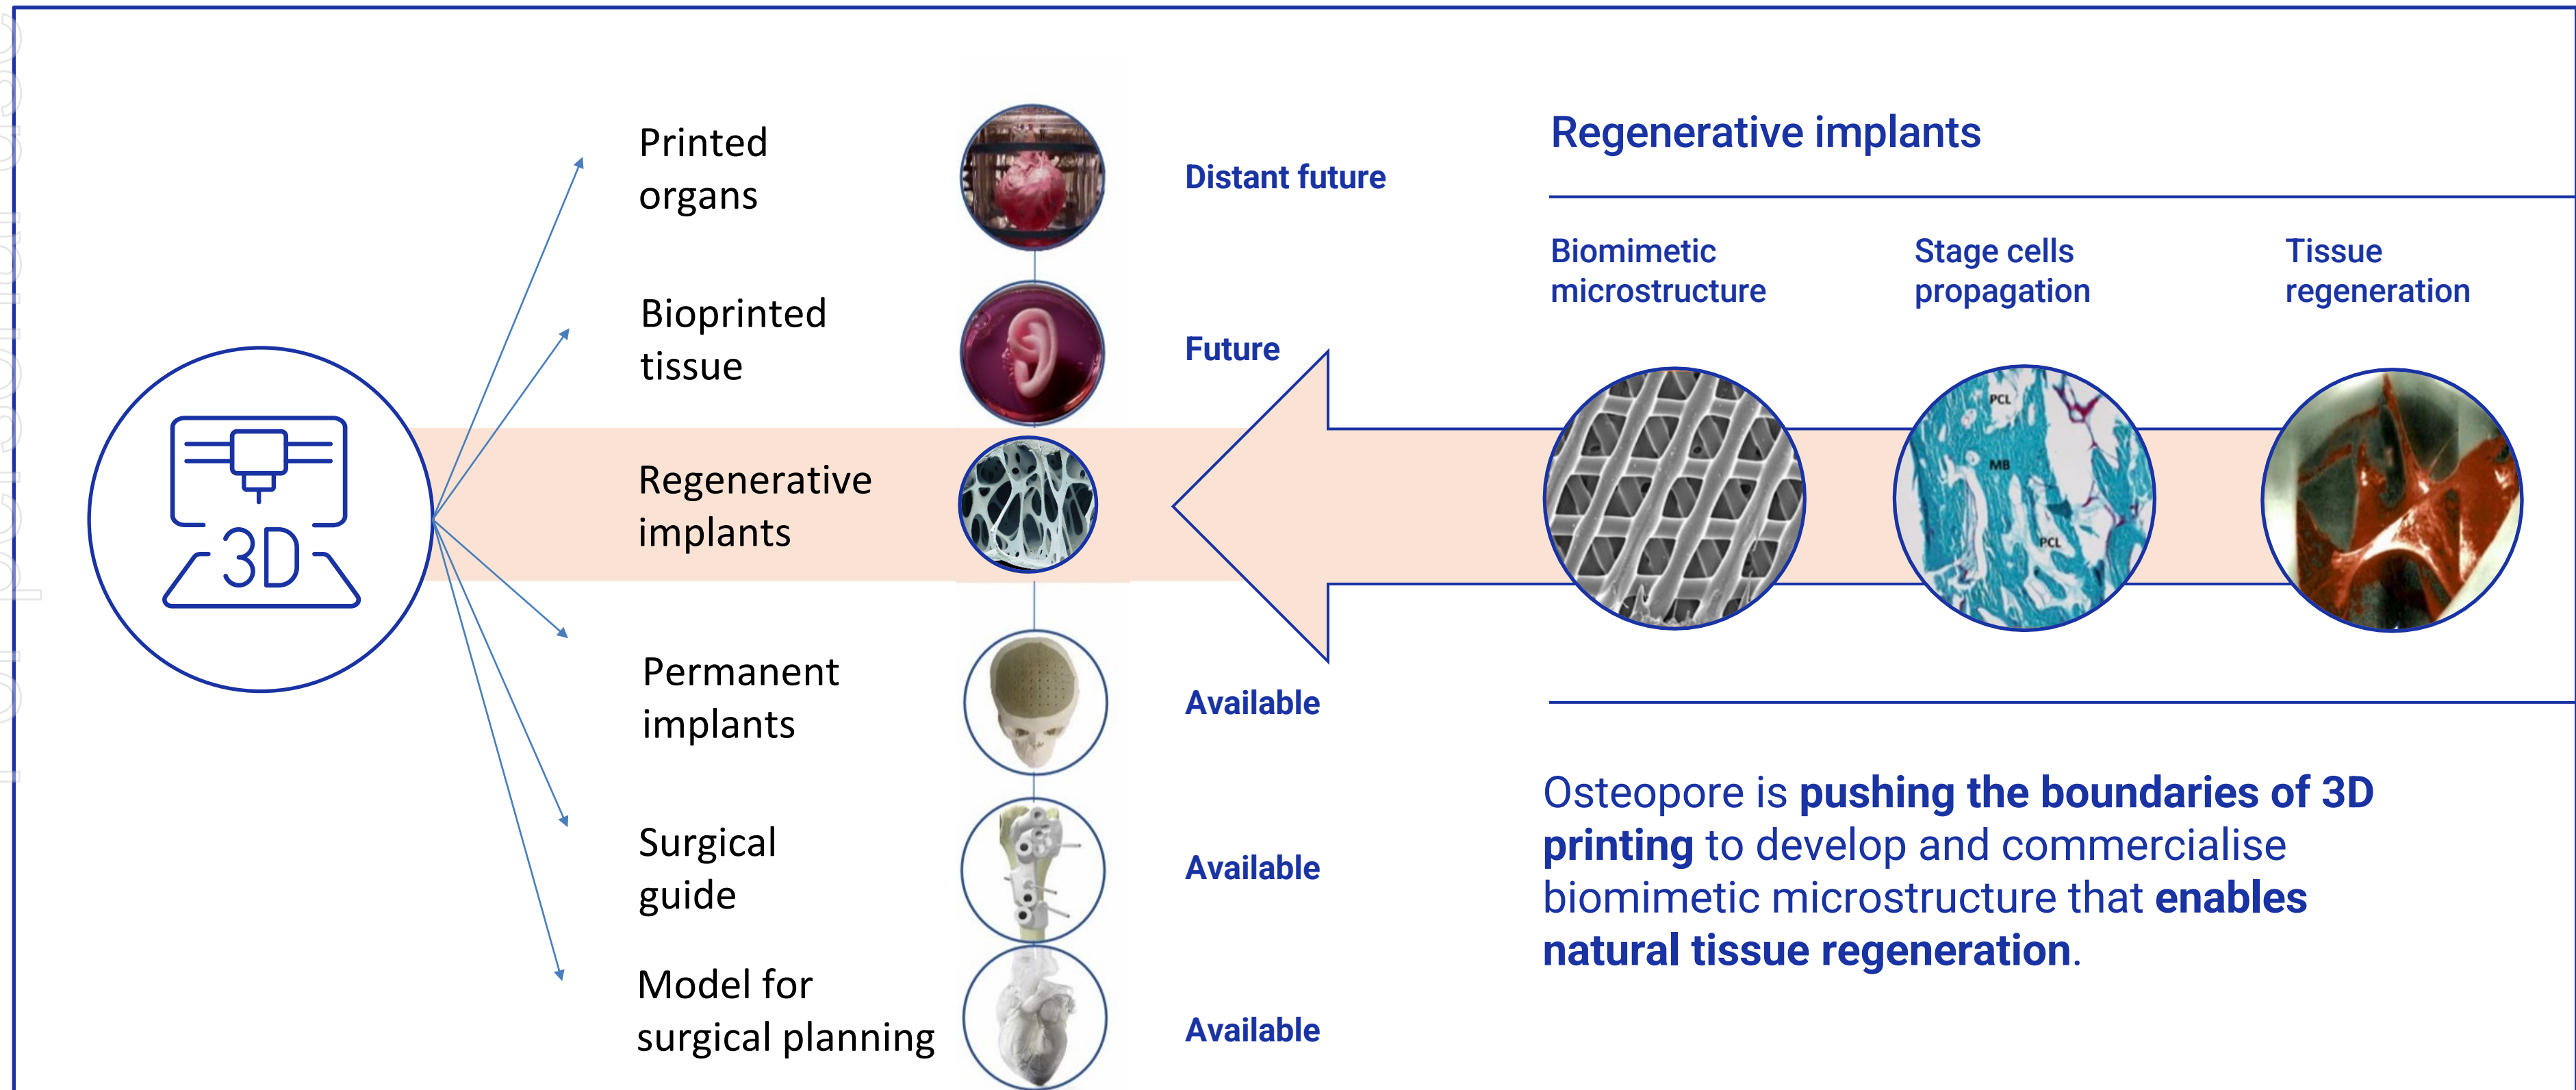 Printed
organs
Distant future
Bioprinted
tissue
Future
Regenerative
implants
Permanent
implants
Available
Surgical
guide
Available
Model for
surgical planning
Available
3D
Regenerative implants
Biomimetic
microstructure
Stage cells
propagation
Tissue
regeneration
PCL
MB
PCL
Osteopore is pushing the boundaries of 3D
printing to develop and commercialise
biomimetic microstructure that enables
natural tissue regeneration.